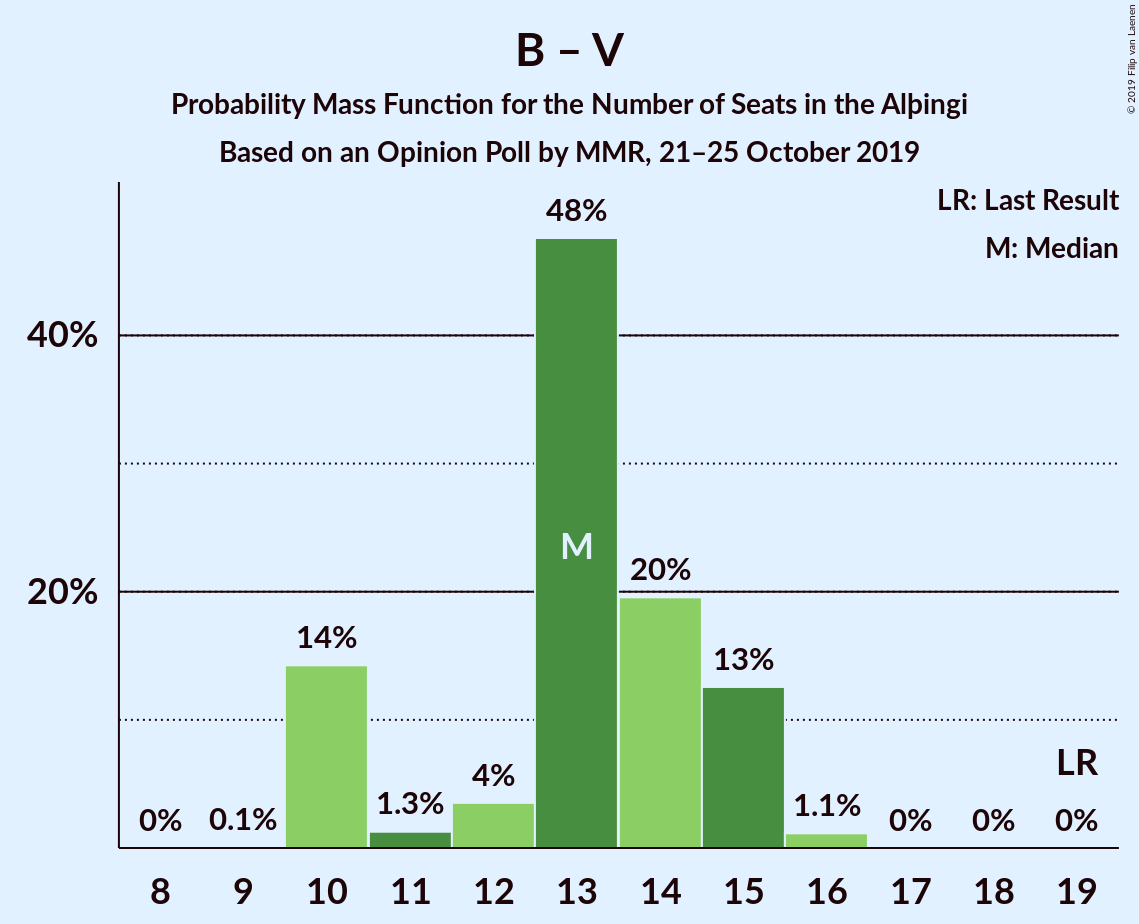 B – V
Probability Mass Function for the Number of Seats in the Alþingi
Based on an Opinion Poll by MMR, 21–25 October 2019
© 2019 Filip van Laenen
LR: Last Result
M: Median
48%
40%
M
20%
20%
14%
13%
4%
LR
1.3%
1.1%
0%
0.1%
0%
0%
0%
8 9 10 11 12 13 14 15 16 17 18 19